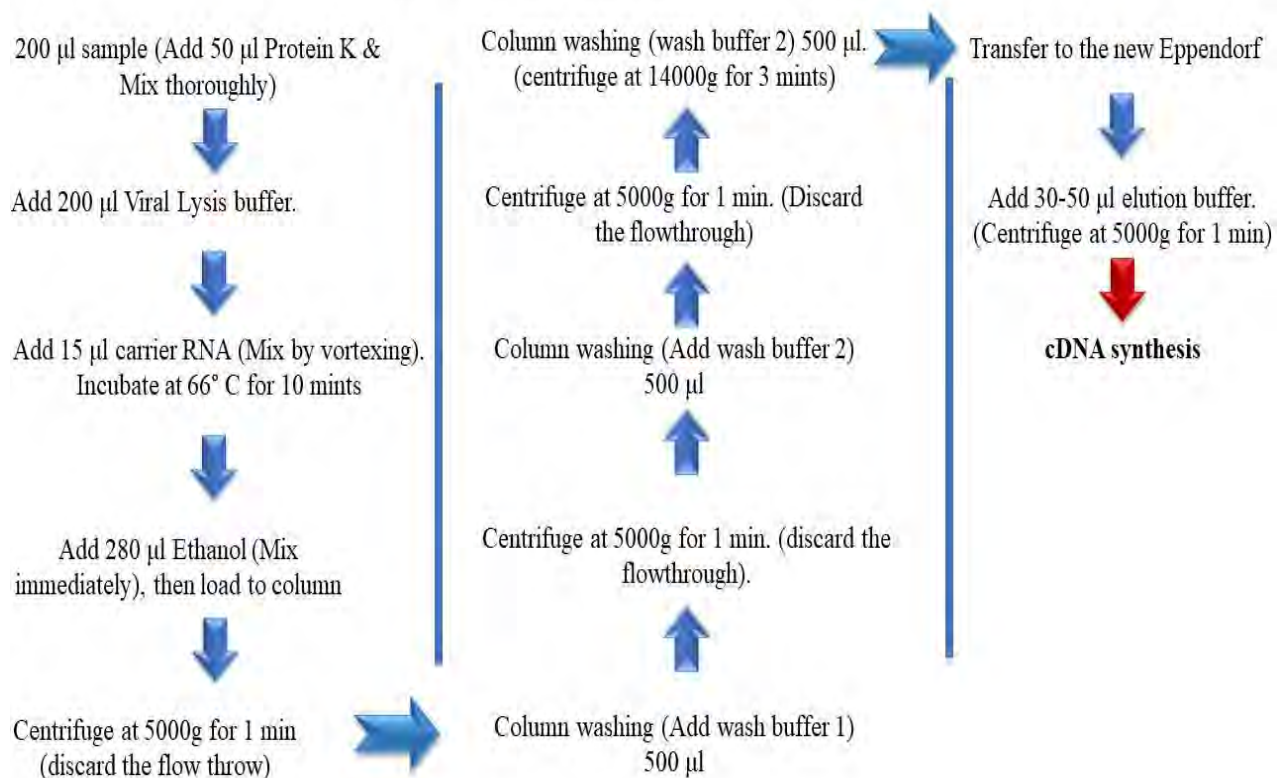 200 µl sample (Add 50 µl Protein K &
Mix thoroughly)
Add 200 µl Viral Lysis buffer.
Add 15 µl carrier RNA (Mix by vortexing).
Incubate at 66° C for 10 mints
Add 280 µl Ethanol (Mix
immediately), then load to column
Centrifuge at 5000g for 1 min
(discard the flow throw)
Column washing (Add wash buffer 1)
500 µl
Centrifuge at 5000g for 1 min. (discard the
flowthrough).
Column washing (Add wash buffer 2)
500 µl
Centrifuge at 5000g for 1 min. (Discard
the flowthrough)
Column washing (wash buffer 2) 500 µl.
(centrifuge at 14000g for 3 mints)
Transfer to the new Eppendorf
Add 30-50 µl elution buffer.
(Centrifuge at 5000g for 1 min)
cDNA synthesis